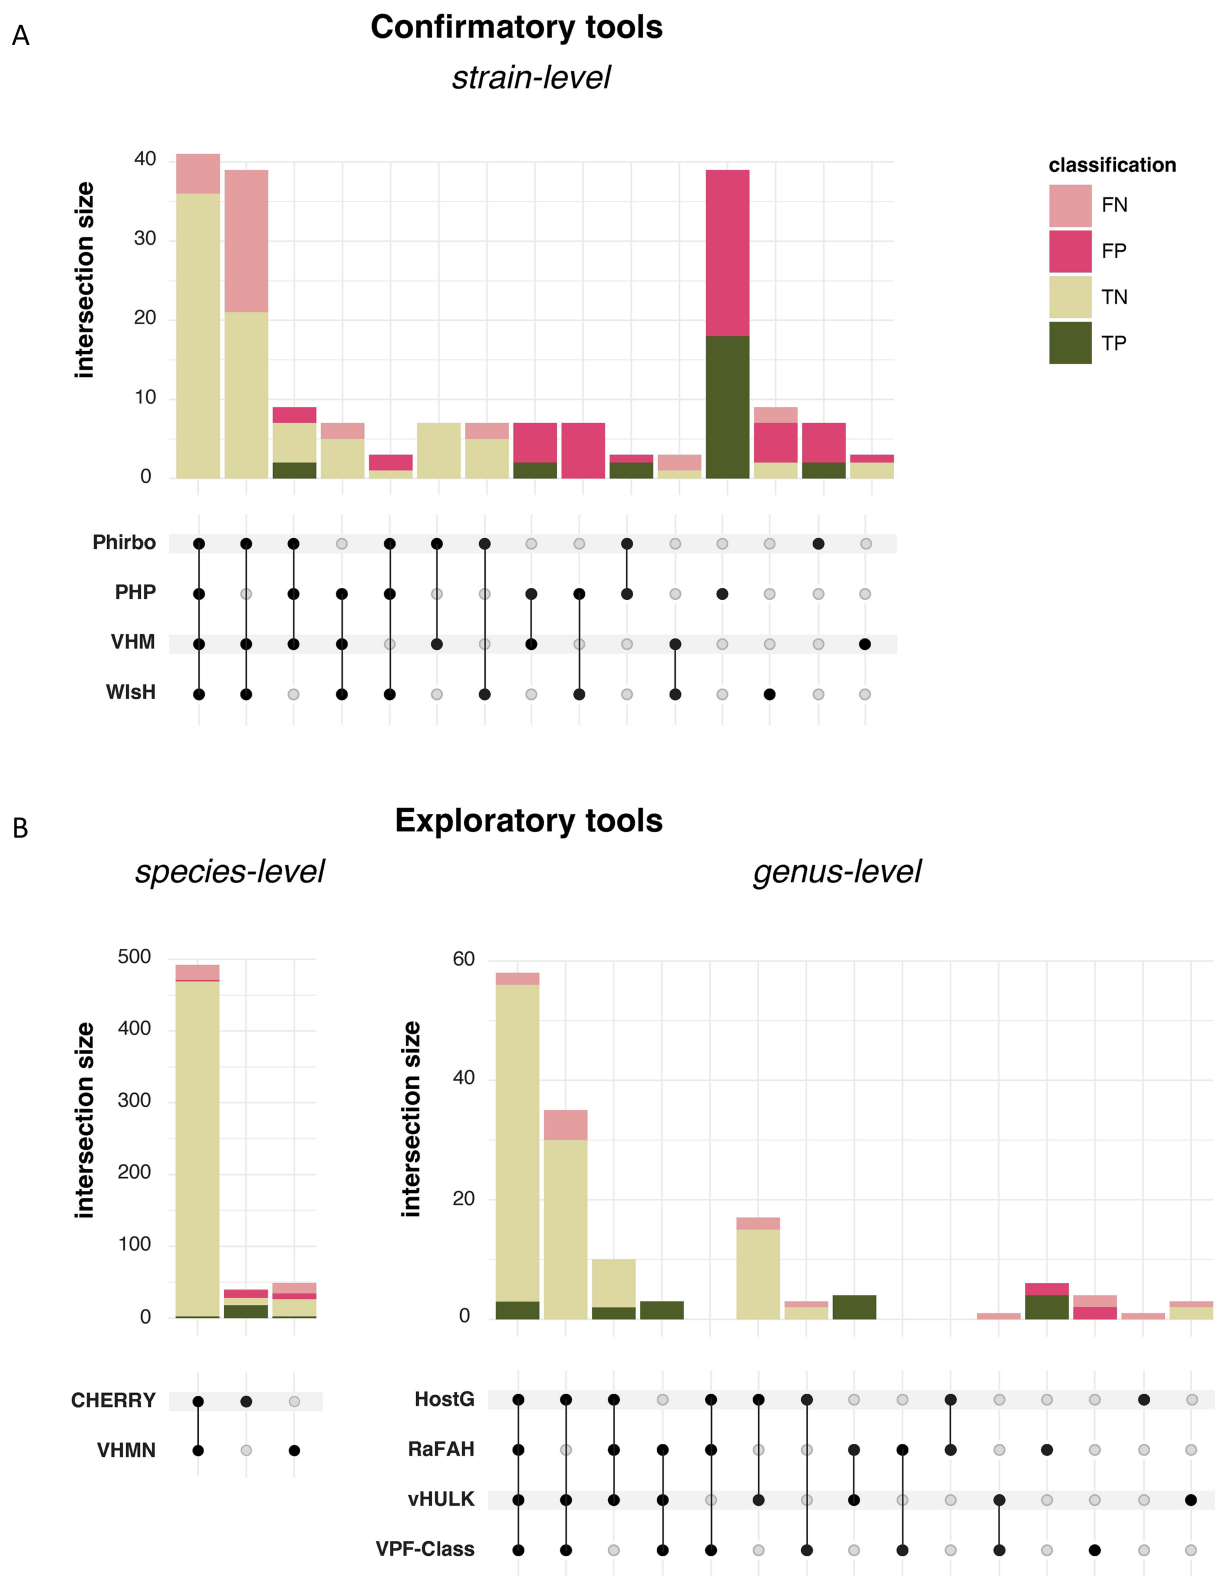 A
Confirmatory tools
strain-level
intersection size
40
30
20
10
0
classification
FN
FP
TN
TP
Phirbo
PHP
VHM
WIsH
B
Exploratory tools
species-level
genus-level
intersection size
500
400
300
200
100
0
intersection size
60
40
20
0
CHERRY
VHMN
HostG
RaFAH
vHULK
VPF-Class